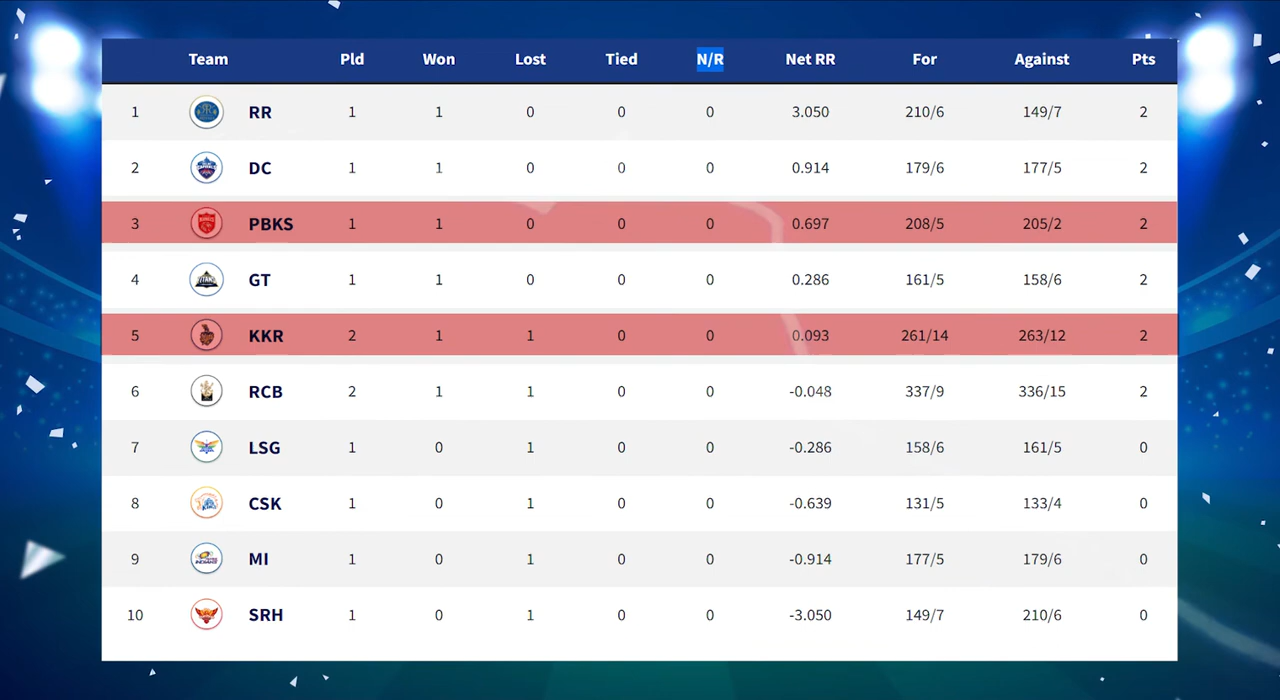 Team Pld Won Lost Tied N/R Net RR For Against Pts
1 RR 1 1 0 0 0 3.050 210/6 149/7 2
2 DC 1 1 0 0 0 0.914 179/6 177/5 2
3 PBKS 1 1 0 0 0 0.697 208/5 205/2 2
4 GT 1 1 0 0 0 0.286 161/5 158/6 2
5 KKR 2 1 1 0 0 0.093 261/14 263/12 2
6 RCB 2 1 1 0 0 -0.048 337/9 336/15 2
7 LSG 1 0 1 0 0 -0.286 158/6 161/5 0
8 CSK 1 0 1 0 0 -0.639 131/5 133/4 0
9 MI 1 0 1 0 0 -0.914 177/5 179/6 0
10 SRH 1 0 1 0 0 -3.050 149/7 210/6 0